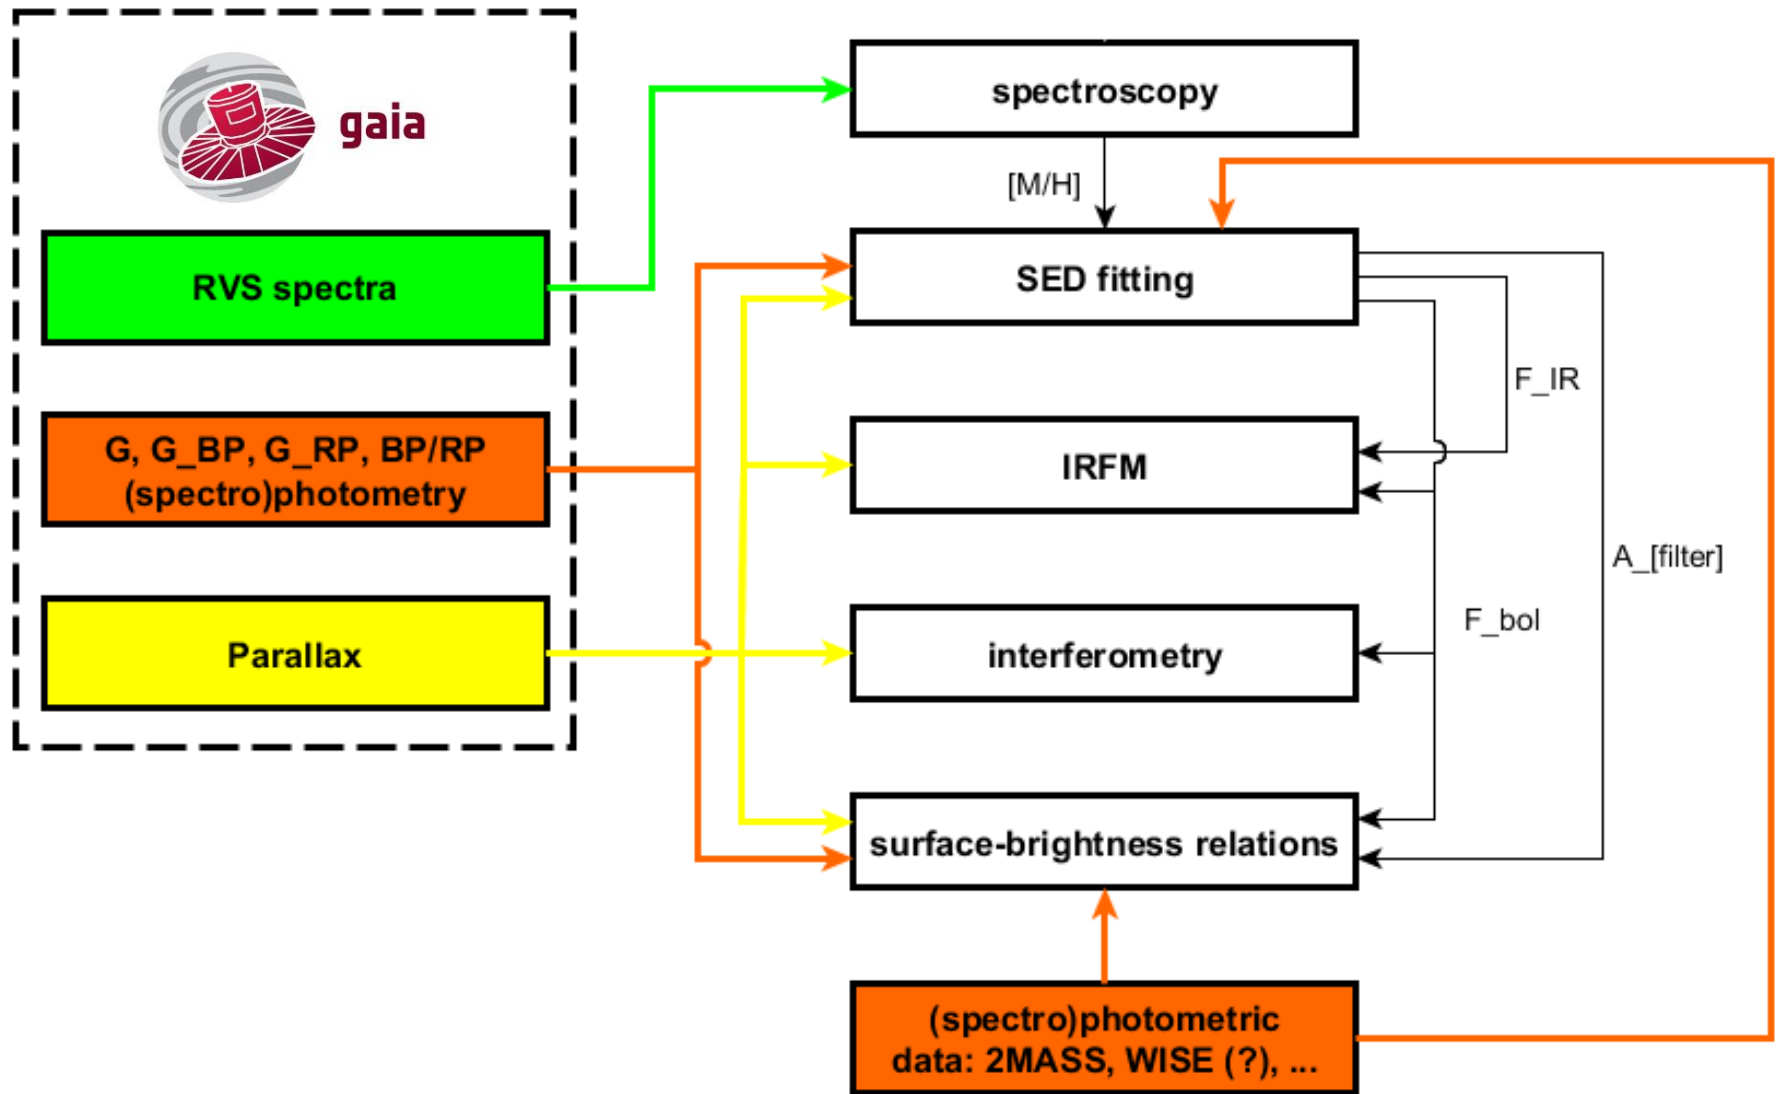 gaia
RVS spectra
G, G_BP, G_RP, BP/RP
(spectro)photometry
Parallax
spectroscopy
[M/H]
SED fitting
F_IR
IRFM
A_[filter]
F_bol
interferometry
surface-brightness relations
(spectro)photometric
data: 2MASS, WISE (?), ...